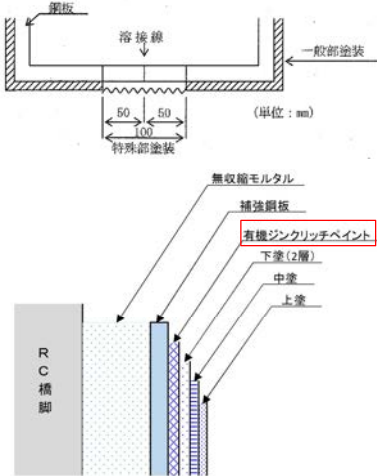 鋼板
溶接線
一般部塗装
50
50
100
(単位：㎜)
特殊部塗装
無収縮モルタル
補強鋼板
有機ジンクリッチペイント
下塗(2層)
中塗
上塗
RC橋脚